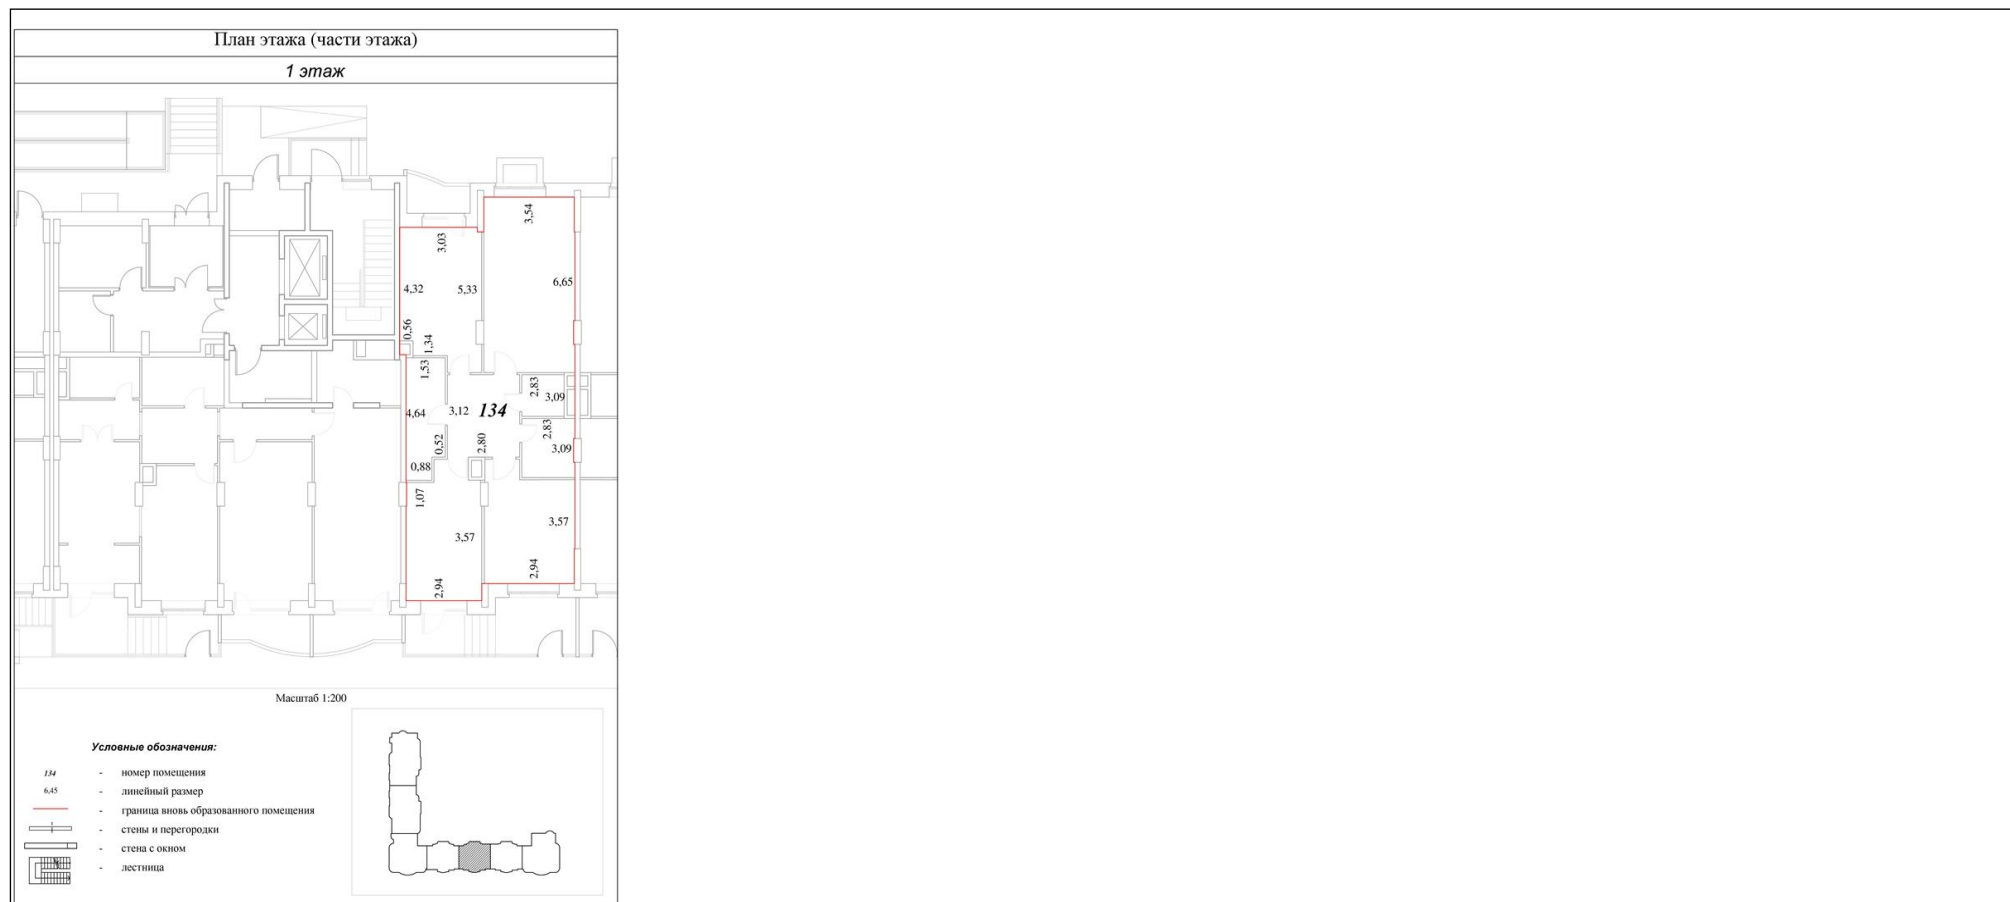 План этажа (части этажа)
1 этаж
3,54
3,03
6,65
4,32
5,33
0,56
1,34
1,53
2,83
3,09
4,64
3,12
134
2,83
0,52
2,80
3,09
0,88
1,07
3,57
3,57
2,94
2,94
Масштаб 1:200
Условные обозначения:
134 - номер помещения
6,45 - линейный размер
- граница вновь образованного помещения
- стены и перегородки
- стена с окном
- лестница